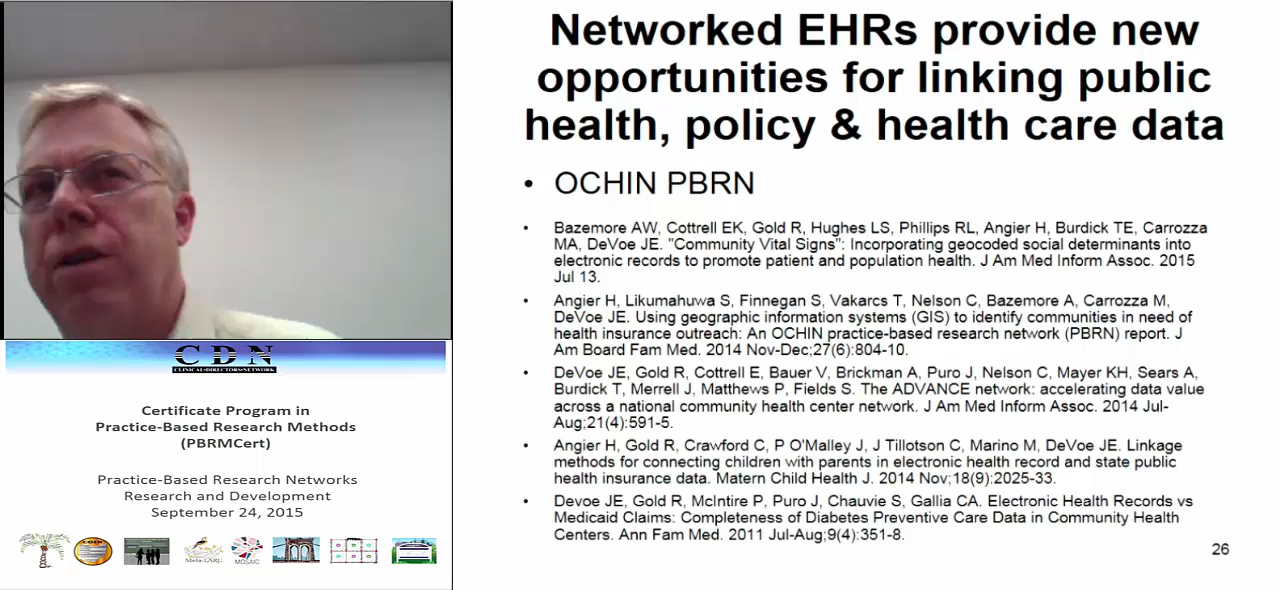 Networked EHRs provide new
opportunities for linking public
health, policy & health care data
• OCHIN PBRN
• Bazemore AW, Cottrell EK, Gold R, Hughes LS, Phillips RL, Angier H, Burdick TE, Carrozza
MA, DeVoe JE. "Community Vital Signs": Incorporating geocoded social determinants into
electronic records to promote patient and population health. J Am Med Inform Assoc. 2015
Jul 13.
• Angier H, Likumahuwa S, Finnegan S, Vakarcs T, Nelson C, Bazemore A, Carrozza M,
DeVoe JE. Using geographic information systems (GIS) to identify communities in need of
health insurance outreach: An OCHIN practice-based research network (PBRN) report. J
Am Board Fam Med. 2014 Nov-Dec;27(6):804-10.
• DeVoe JE, Gold R, Cottrell E, Bauer V, Brickman A, Puro J, Nelson C, Mayer KH, Sears A,
Burdick T, Merrell J, Matthews P, Fields S. The ADVANCE network: accelerating data value
across a national community health center network. J Am Med Inform Assoc. 2014 Jul-
Aug;21(4):591-5.
• Angier H, Gold R, Crawford C, P O'Malley J, J Tillotson C, Marino M, DeVoe JE. Linkage
methods for connecting children with parents in electronic health record and state public
health insurance data. Matern Child Health J. 2014 Nov;18(9):2025-33.
• Devoe JE, Gold R, McIntire P, Puro J, Chauvie S, Gallia CA. Electronic Health Records vs
Medicaid Claims: Completeness of Diabetes Preventive Care Data in Community Health
Centers. Ann Fam Med. 2011 Jul-Aug;9(4):351-8.
26
CDN
CLINICAL•DIRECTORS•NETWORK
Certificate Program in
Practice-Based Research Methods
(PBRMCert)
Practice-Based Research Networks
Research and Development
September 24, 2015
Meta-LARC
MOSAIC